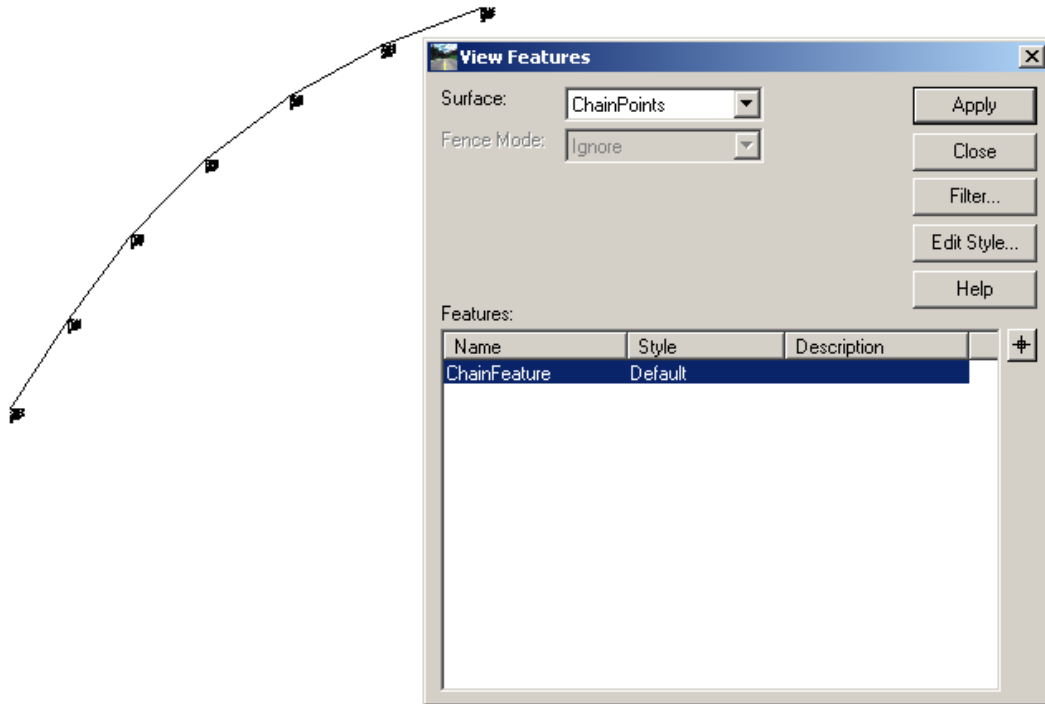 View Features
Surface: ChainPoints
Apply
Fence Mode: Ignore
Close
Filter...
Edit Style...
Help
Features:
Name Style Description
ChainFeature Default